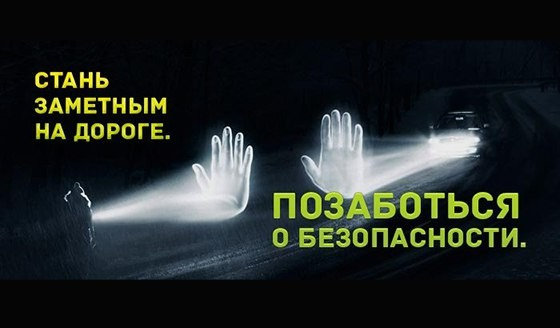 СТАНЬ
ЗАМЕТНЫМ
НА ДОРОГЕ.
ПОЗАБОТЬСЯ
О БЕЗОПАСНОСТИ.